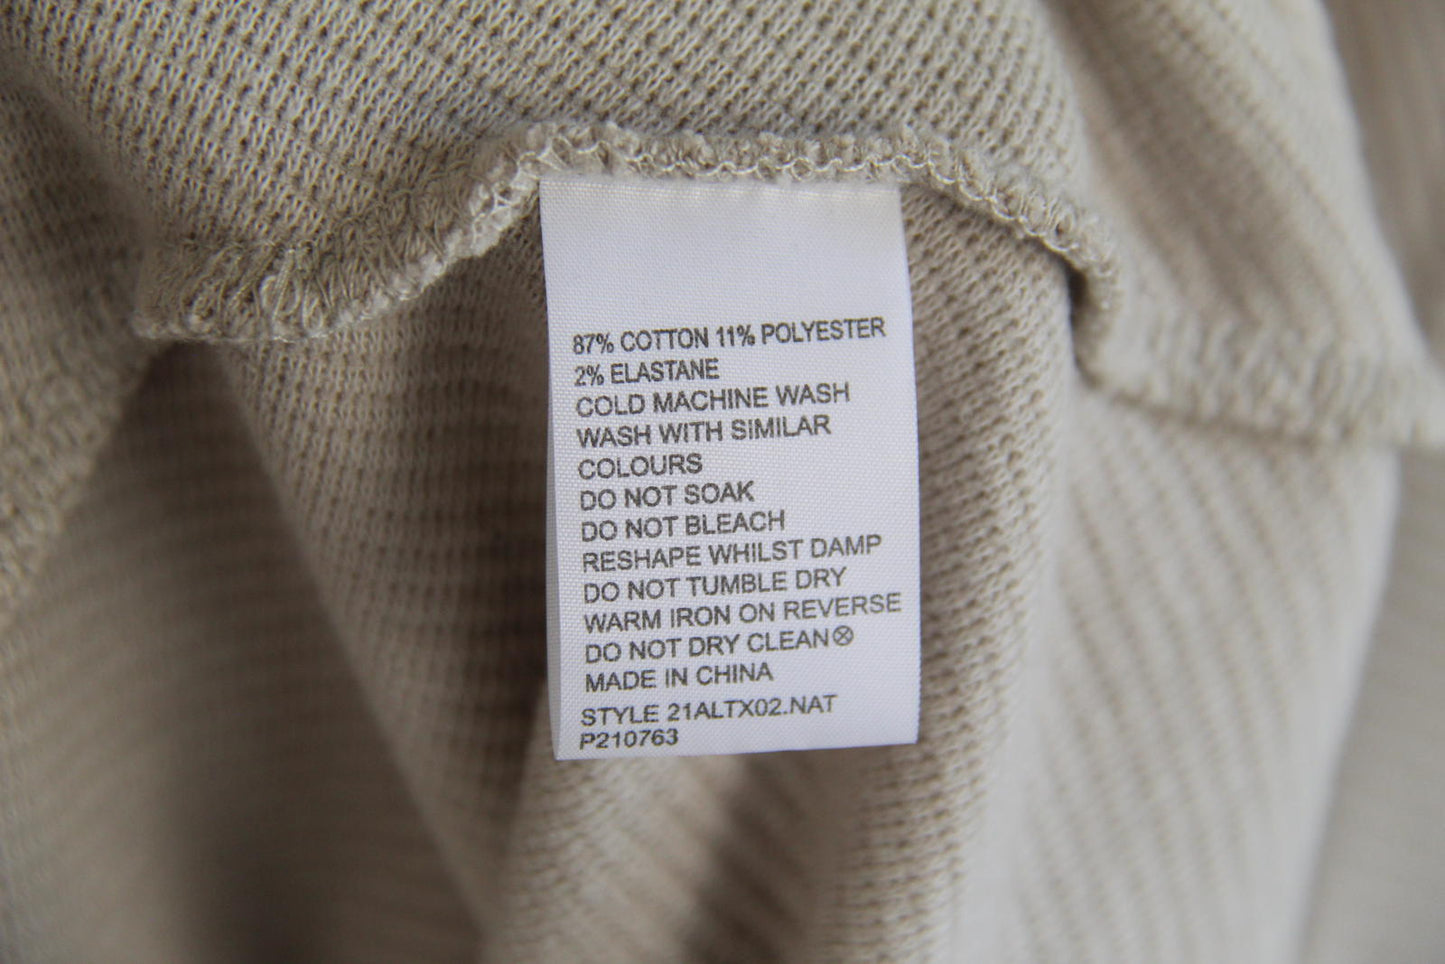 87% COTTON 11% POLYESTER
2% ELASTANE
COLD MACHINE WASH
WASH WITH SIMILAR
COLOURS
DO NOT SOAK
DO NOT BLEACH
RESHAPE WHILST DAMP
DO NOT TUMBLE DRY
WARM IRON ON REVERSE
DO NOT DRY CLEAN
MADE IN CHINA
STYLE 21ALTX02.NAT
P210763